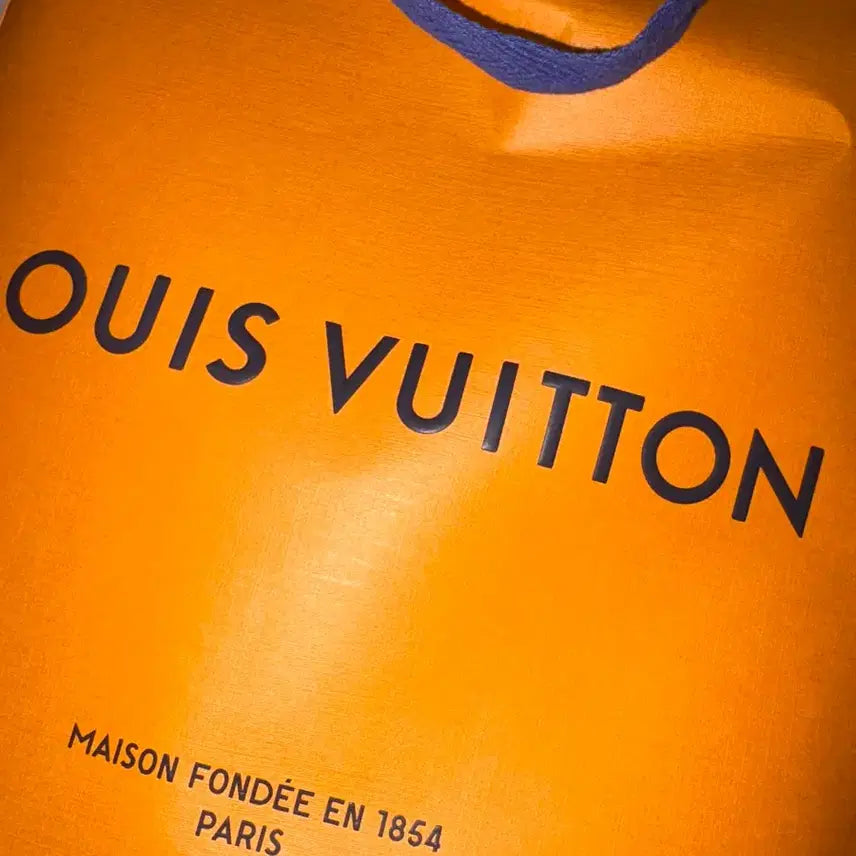 OUIS VUITTON
MAISON FONDÉE EN 1854
PARIS